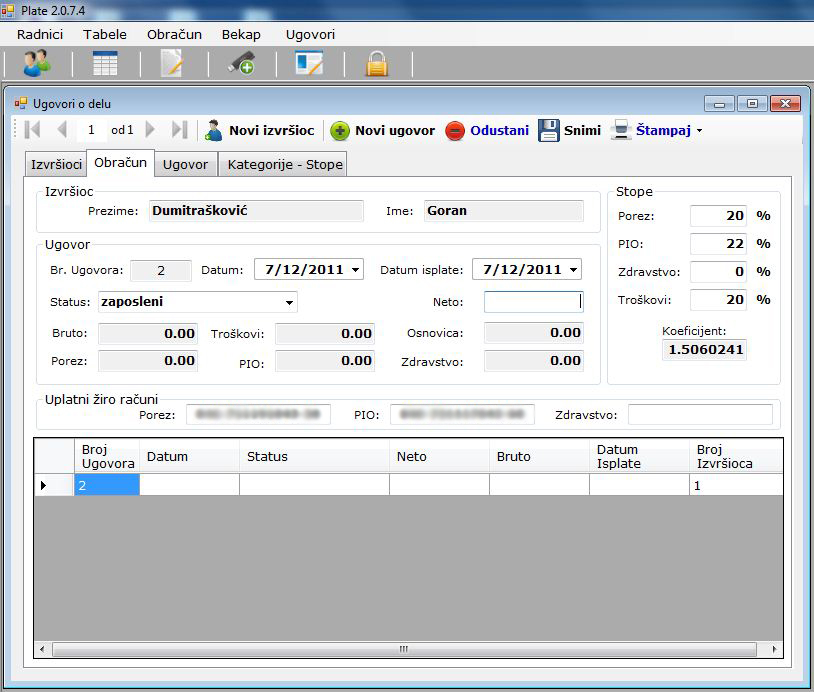 Plate 2.0.7.4
Radnici Tabele Obračun Bekap Ugovori
Ugovori o delu
1 od 1 Novi izvršioc Novi ugovor Odustani Snimi Štampaj
Izvršioci Obračun Ugovor Kategorije - Stope
Izvršioc
Prezime: Dumitrašković Ime: Goran
Ugovor
Br. Ugovora: 2 Datum: 7/12/2011 Datum isplate: 7/12/2011
Status: zaposleni Neto:
Bruto: 0.00 Troškovi: 0.00 Osnovica: 0.00
Porez: 0.00 PIO: 0.00 Zdravstvo: 0.00
Stope
Porez: 20 %
PIO: 22 %
Zdravstvo: 0 %
Troškovi: 20 %
Koeficijent:
1.5060241
Uplatni žiro računi
Porez: PIO: Zdravstvo:
Broj Ugovora Datum Status Neto Bruto Datum Isplate Broj Izvršioca
2 1